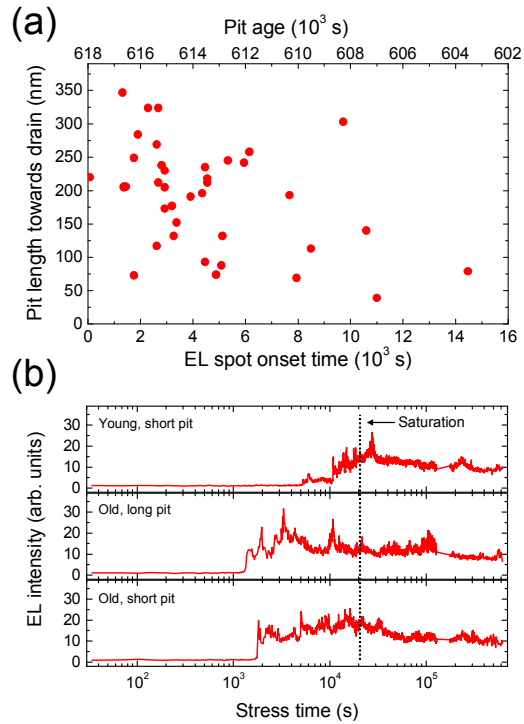 (a)
Pit age (10³ s)
618 616 614 612 610 608 606 604 602
Pit length towards drain (nm)
350
300
250
200
150
100
50
0
0 2 4 6 8 10 12 14 16
EL spot onset time (10³ s)
(b)
EL intensity (arb. units)
30
20
10
0
Young, short pit
Saturation
30
20
10
0
Old, long pit
30
20
10
0
Old, short pit
10² 10³ 10⁴ 10⁵
Stress time (s)